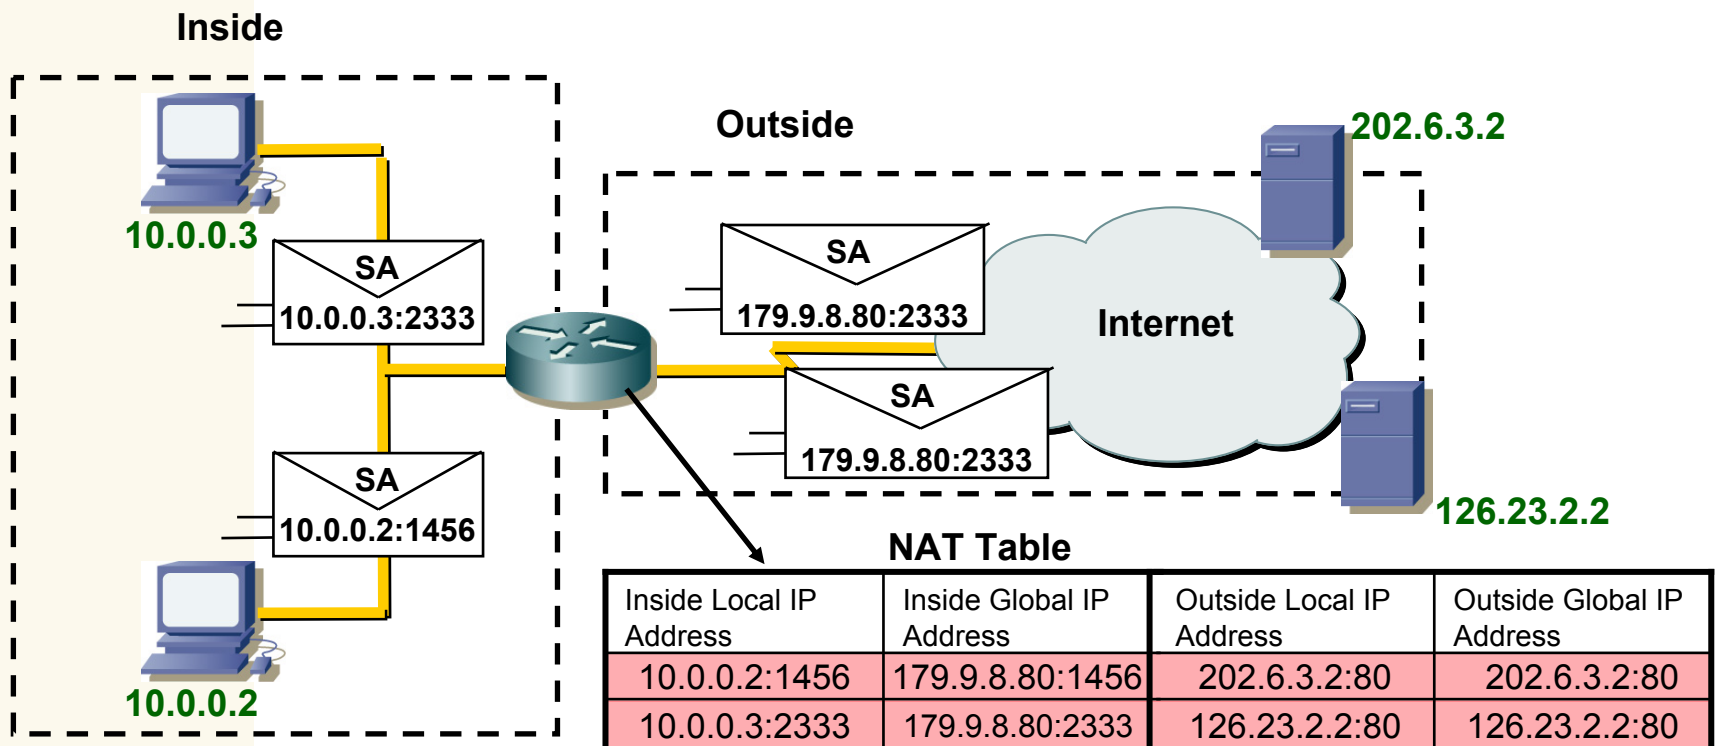 Inside
Outside
202.6.3.2
10.0.0.3
SA
10.0.0.3:2333
SA
179.9.8.80:2333
Internet
SA
179.9.8.80:2333
SA
10.0.0.2:1456
126.23.2.2
10.0.0.2
NAT Table
Inside Local IP Address
Inside Global IP Address
Outside Local IP Address
Outside Global IP Address
10.0.0.2:1456
179.9.8.80:1456
202.6.3.2:80
202.6.3.2:80
10.0.0.3:2333
179.9.8.80:2333
126.23.2.2:80
126.23.2.2:80